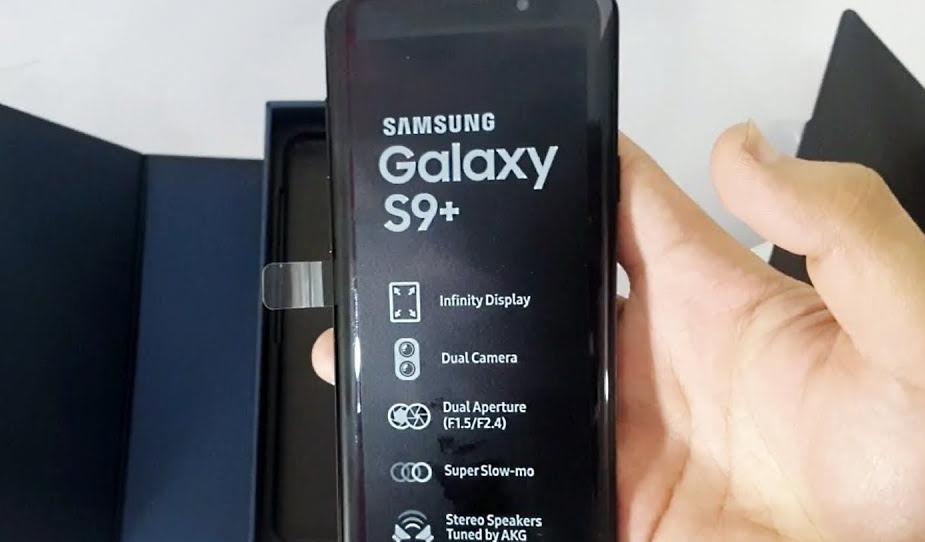 SAMSUNG
Galaxy
S9+
Infinity Display
Dual Camera
Dual Aperture
(F1.5/F2.4)
Super Slow-mo
Stereo Speakers
Tuned by AKG